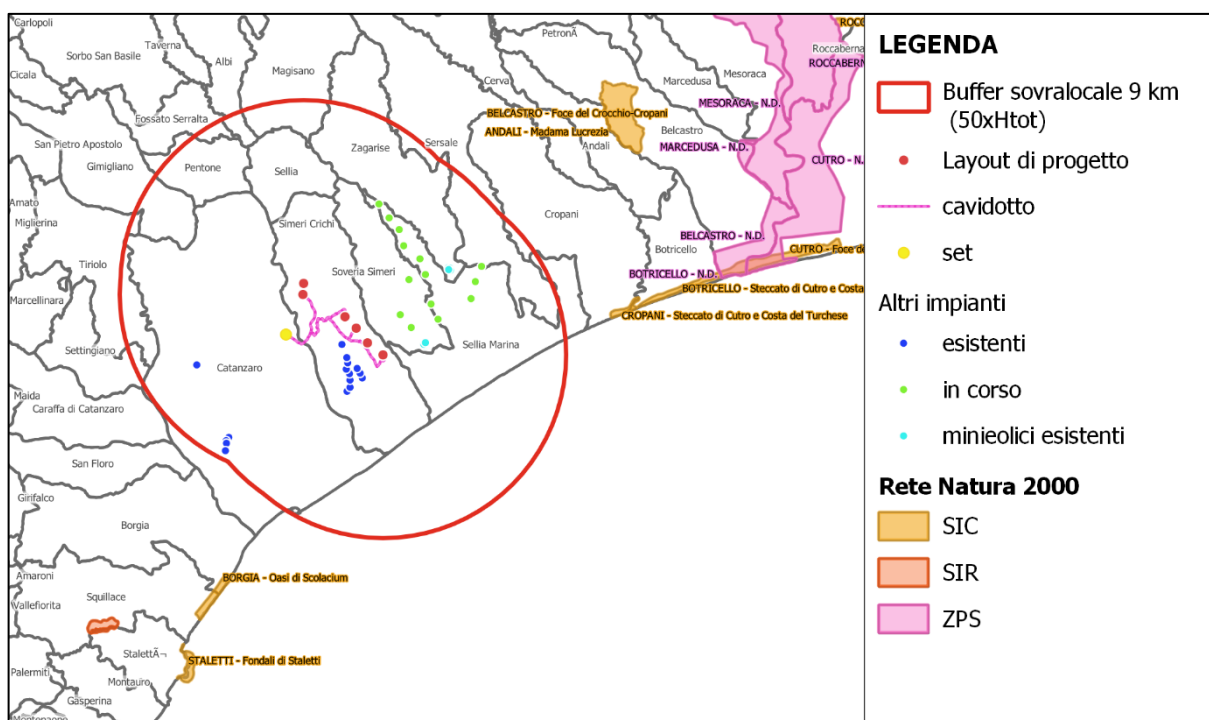 Carlopoli
Taverna
Albi
Sorbo San Basile
Magisano
PetronÃ
Cerva
Marcedusa
Mesoraca
Roccaberna
ROCCABERN
Cicala
Fossato Serralta
San Pietro Apostolo
Gimigliano
Pentone
Sellia
Zagarise
Sersale
BELCASTRO - Foce del Crocchio-Cropani
ANDALI - Madama Lucrezia
Belcastro
Andali
MESORACA - N.D.
MARCEDUSA - N.D.
CUTRO - N.
Amato
Miglierina
Tiriolo
Simeri Crichi
Cropani
Botricello
BELCASTRO - N.D.
CUTRO - Foce de
Soveria Simeri
BOTRICELLO - N.D.
BOTRICELLO - Steccato di Cutro e Costa
CROPANI - Steccato di Cutro e Costa del Turchese
Marcellinara
Settingiano
Catanzaro
Sellia Marina
Maida
Caraffa di Catanzaro
San Floro
Girifalco
Borgia
Amaroni
BORGIA - Oasi di Scolacium
Vallefiorita
Squillace
StalettÃ¬
STALETTI - Fondali di Staletti
Palermiti
Montauro
Gasperina
LEGENDA
Buffer sovralocale 9 km
(50xHtot)
Layout di progetto
cavidotto
set
Altri impianti
esistenti
in corso
minieolici esistenti
Rete Natura 2000
SIC
SIR
ZPS